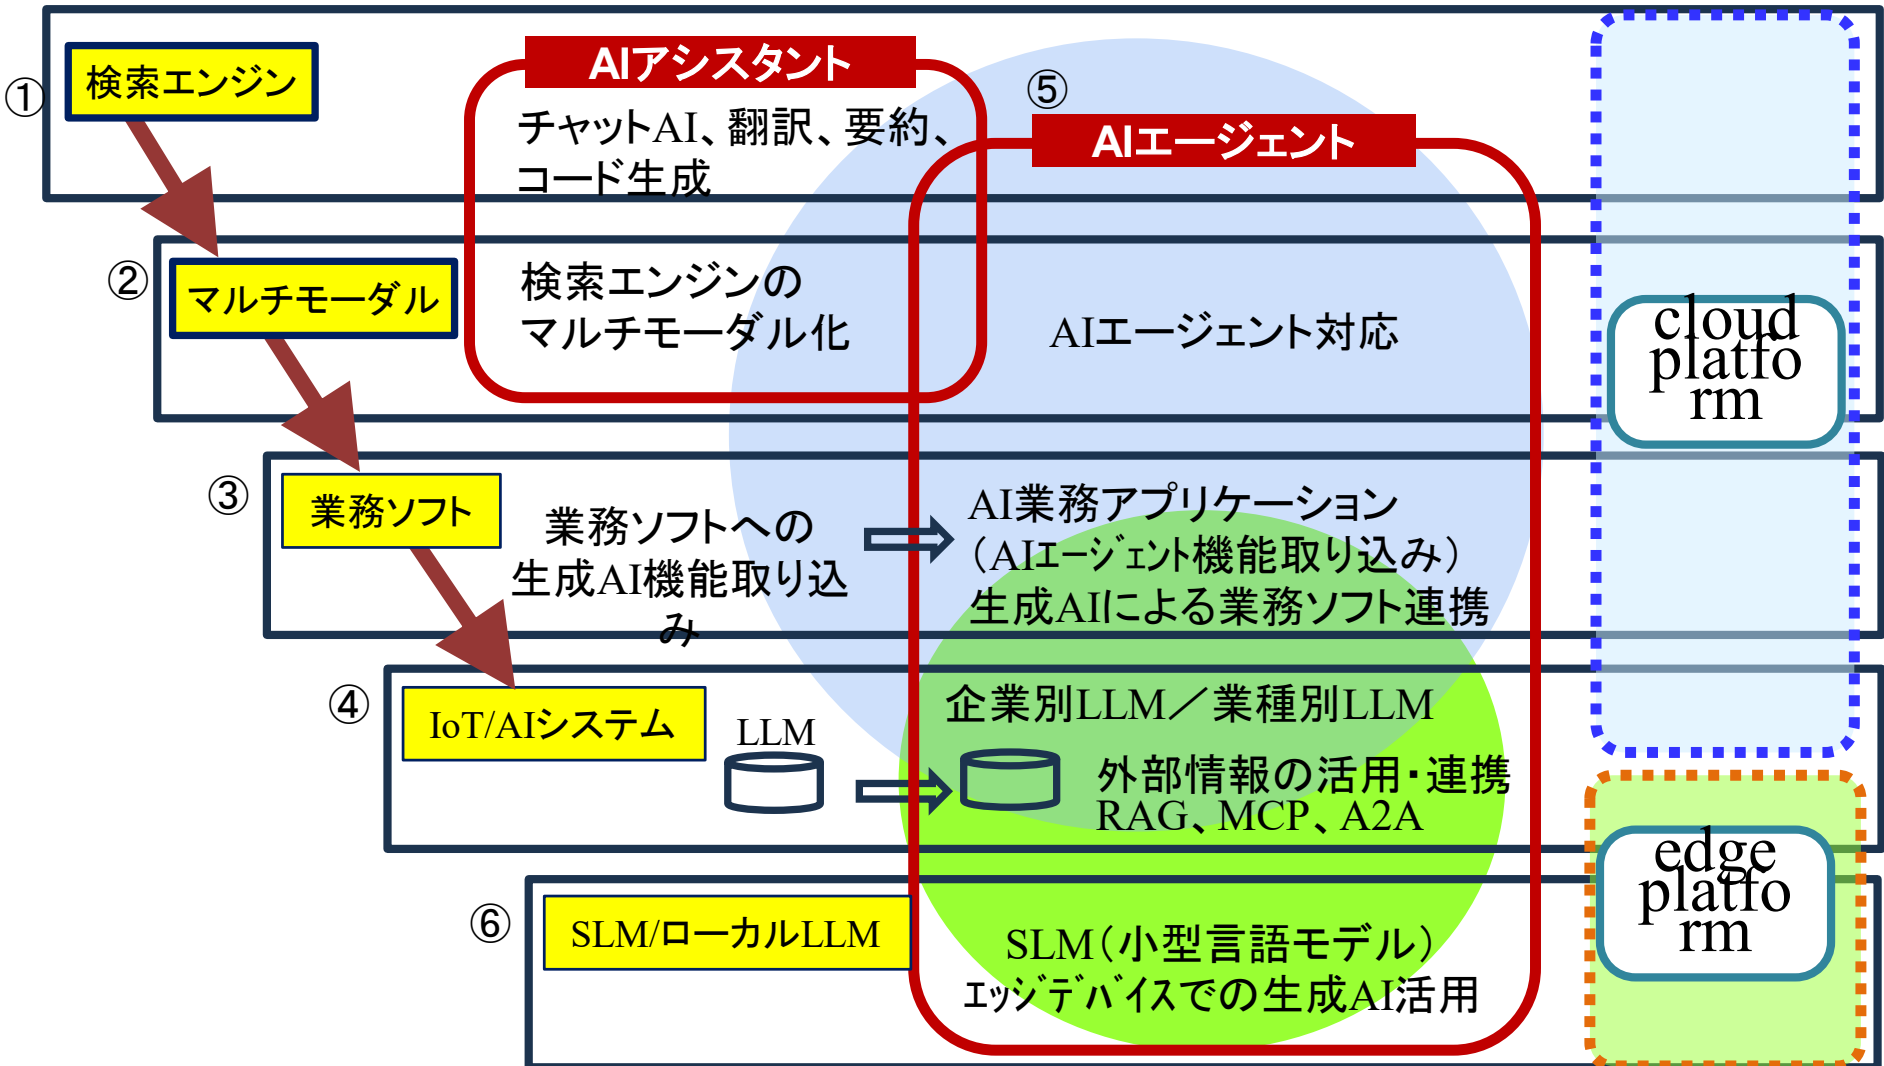 ①
検索エンジン
AIアシスタント
チャットAI、翻訳、要約、
コード生成
⑤
AIエージェント
②
マルチモーダル
検索エンジンの
マルチモーダル化
AIエージェント対応
cloud
platfo
rm
③
業務ソフト
業務ソフトへの
生成AI機能取り込
み
AI業務アプリケーション
（AIｴｰｼﾞｪﾝﾄ機能取り込み）
生成AIによる業務ソフト連携
④
IoT/AIシステム
LLM
企業別LLM／業種別LLM
外部情報の活用・連携
RAG、MCP、A2A
edge
platfo
rm
⑥
SLM/ローカルLLM
SLM（小型言語モデル）
ｴｯｼﾞﾃﾞﾊﾞｲｽでの生成AI活用